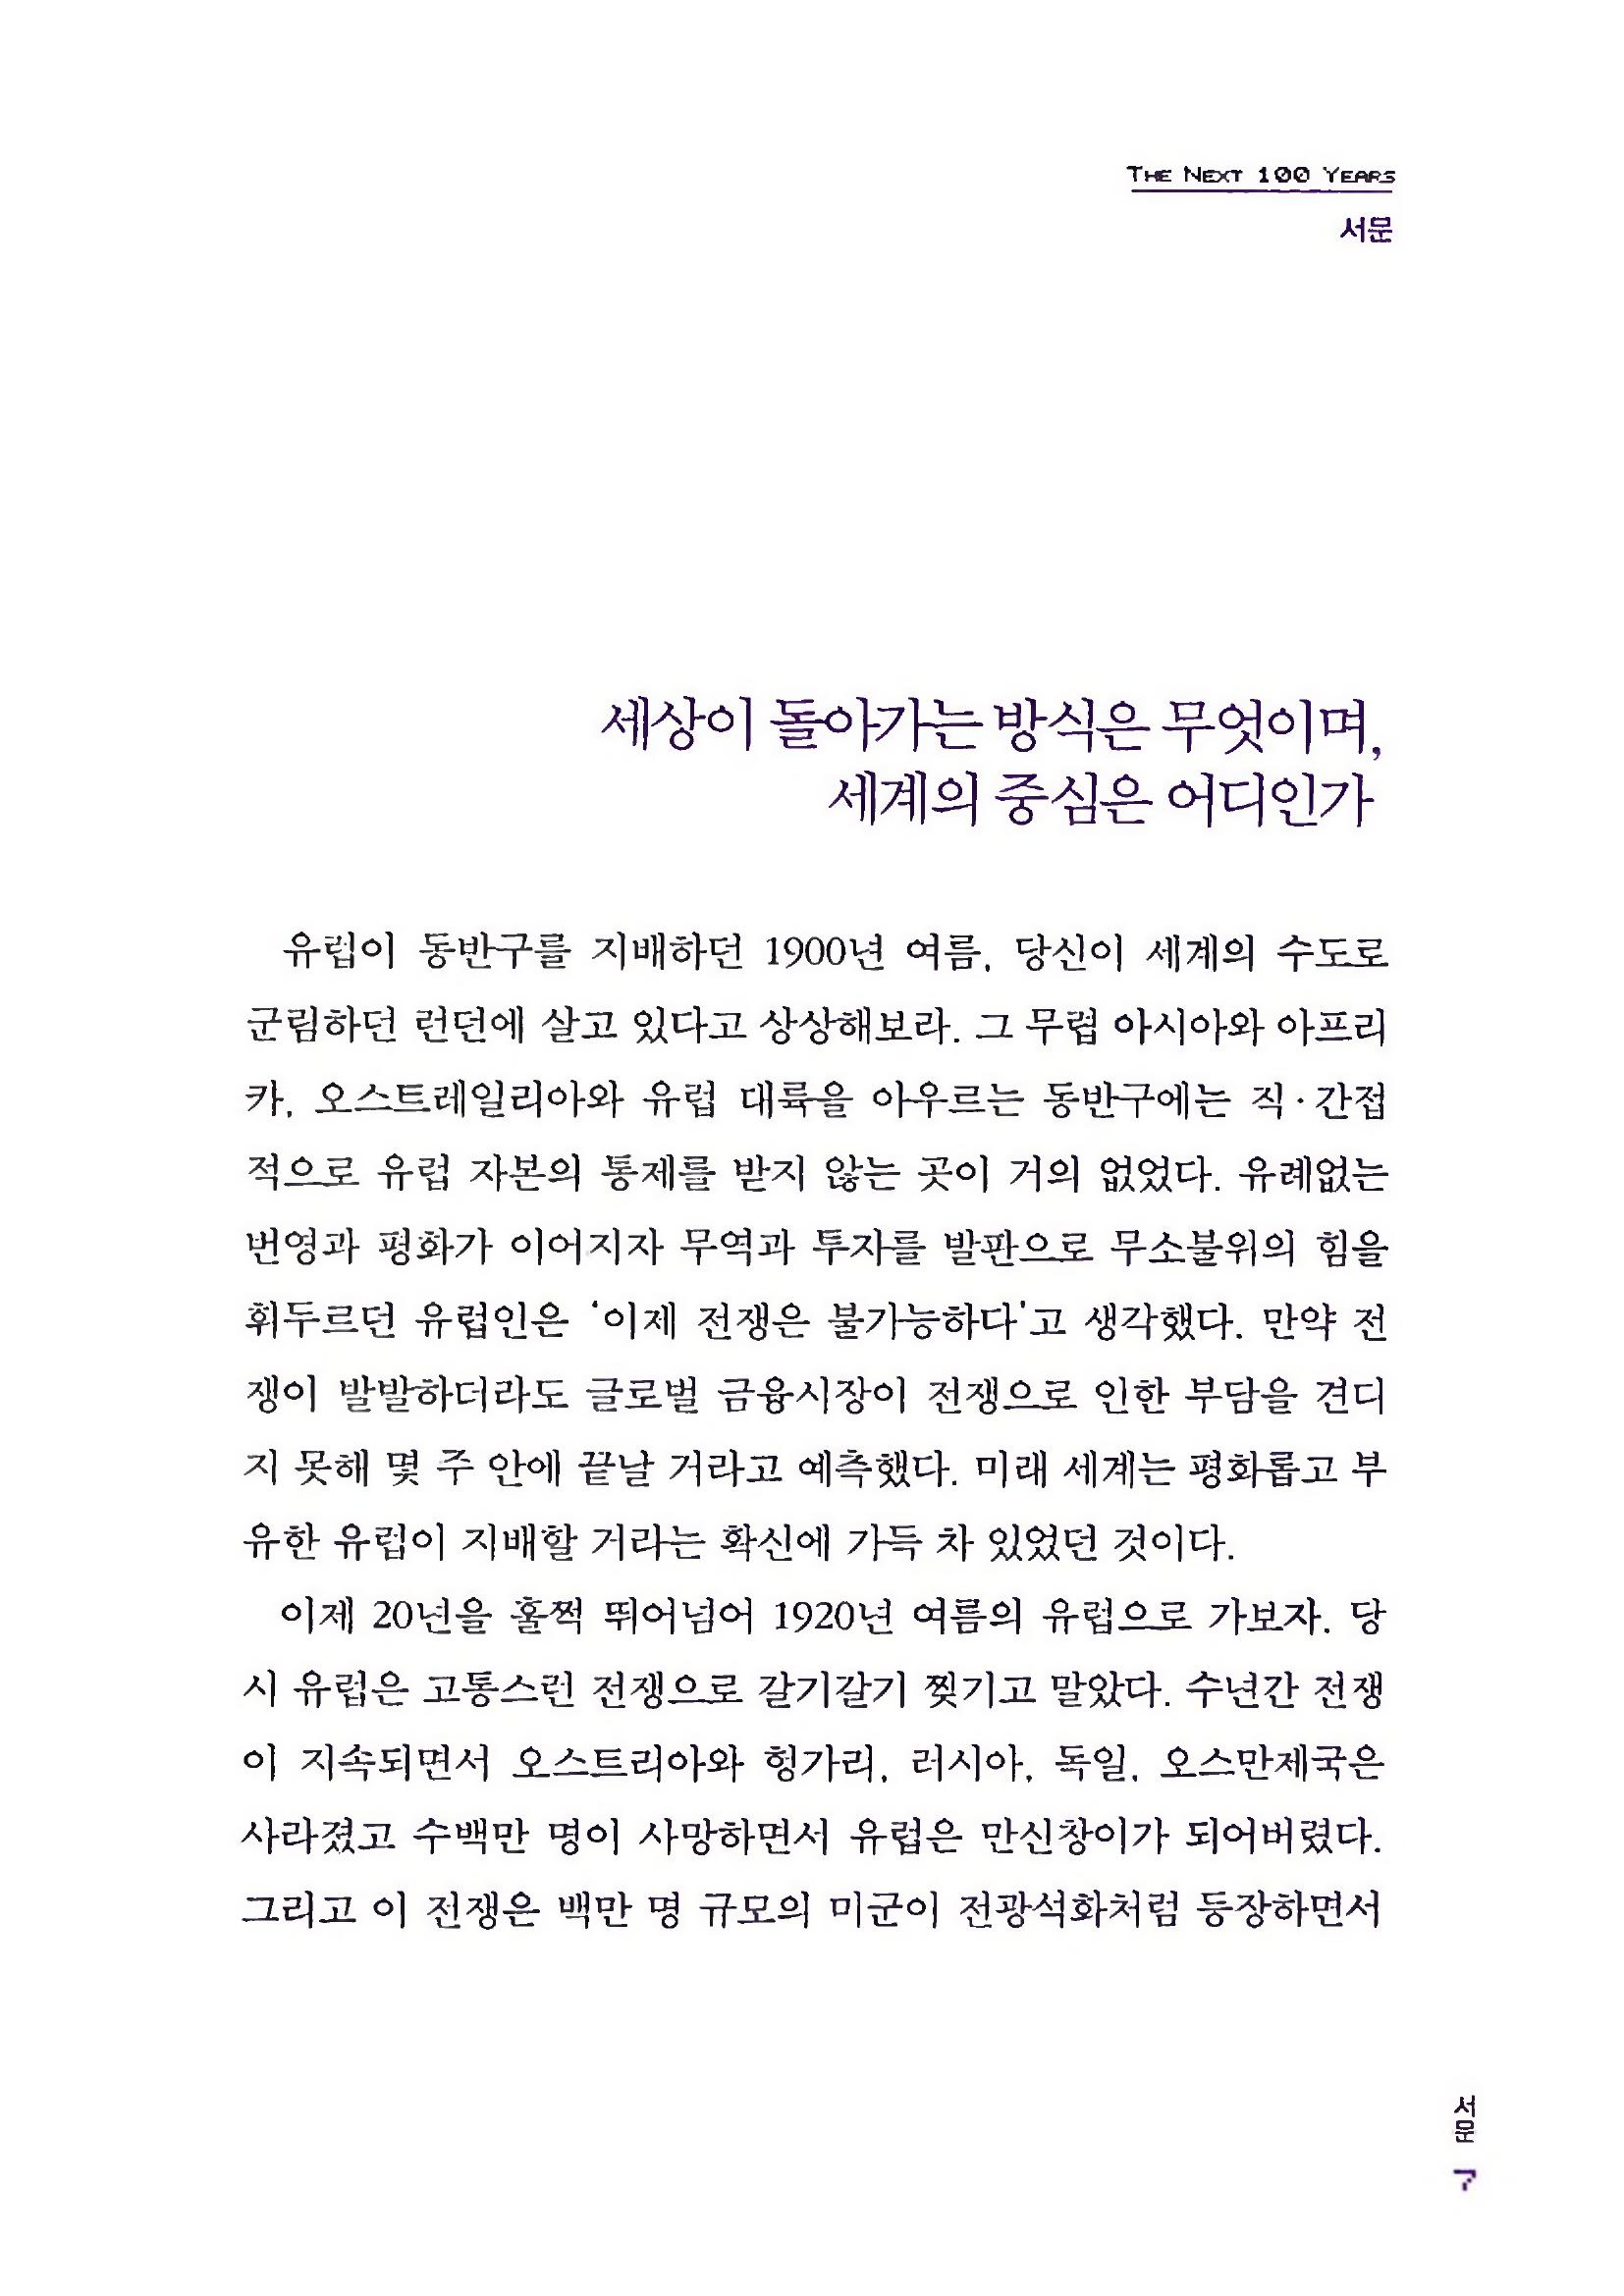 THE NEXT 100 YEARS
서문
세상이 돌아가는 방식은 무엇이며,
세계의 중심은 어디인가
유럽이 동반구를 지배하던 1900년 여름, 당신이 세계의 수도로
군림하던 런던에 살고 있다고 상상해보라. 그 무렵 아시아와 아프리
카, 오스트레일리아와 유럽 대륙을 아우르는 동반구에는 직·간접
적으로 유럽 자본의 통제를 받지 않는 곳이 거의 없었다. 유례없는
번영과 평화가 이어지자 무역과 투자를 발판으로 무소불위의 힘을
휘두르던 유럽인은 '이제 전쟁은 불가능하다'고 생각했다. 만약 전
쟁이 발발하더라도 글로벌 금융시장이 전쟁으로 인한 부담을 견디
지 못해 몇 주 안에 끝날 거라고 예측했다. 미래 세계는 평화롭고 부
유한 유럽이 지배할 거라는 확신에 가득 차 있었던 것이다.
이제 20년을 훌쩍 뛰어넘어 1920년 여름의 유럽으로 가보자. 당
시 유럽은 고통스런 전쟁으로 갈기갈기 찢기고 말았다. 수년간 전쟁
이 지속되면서 오스트리아와 헝가리, 러시아, 독일, 오스만제국은
사라졌고 수백만 명이 사망하면서 유럽은 만신창이가 되어버렸다.
그리고 이 전쟁은 백만 명 규모의 미군이 전광석화처럼 등장하면서
서문
7